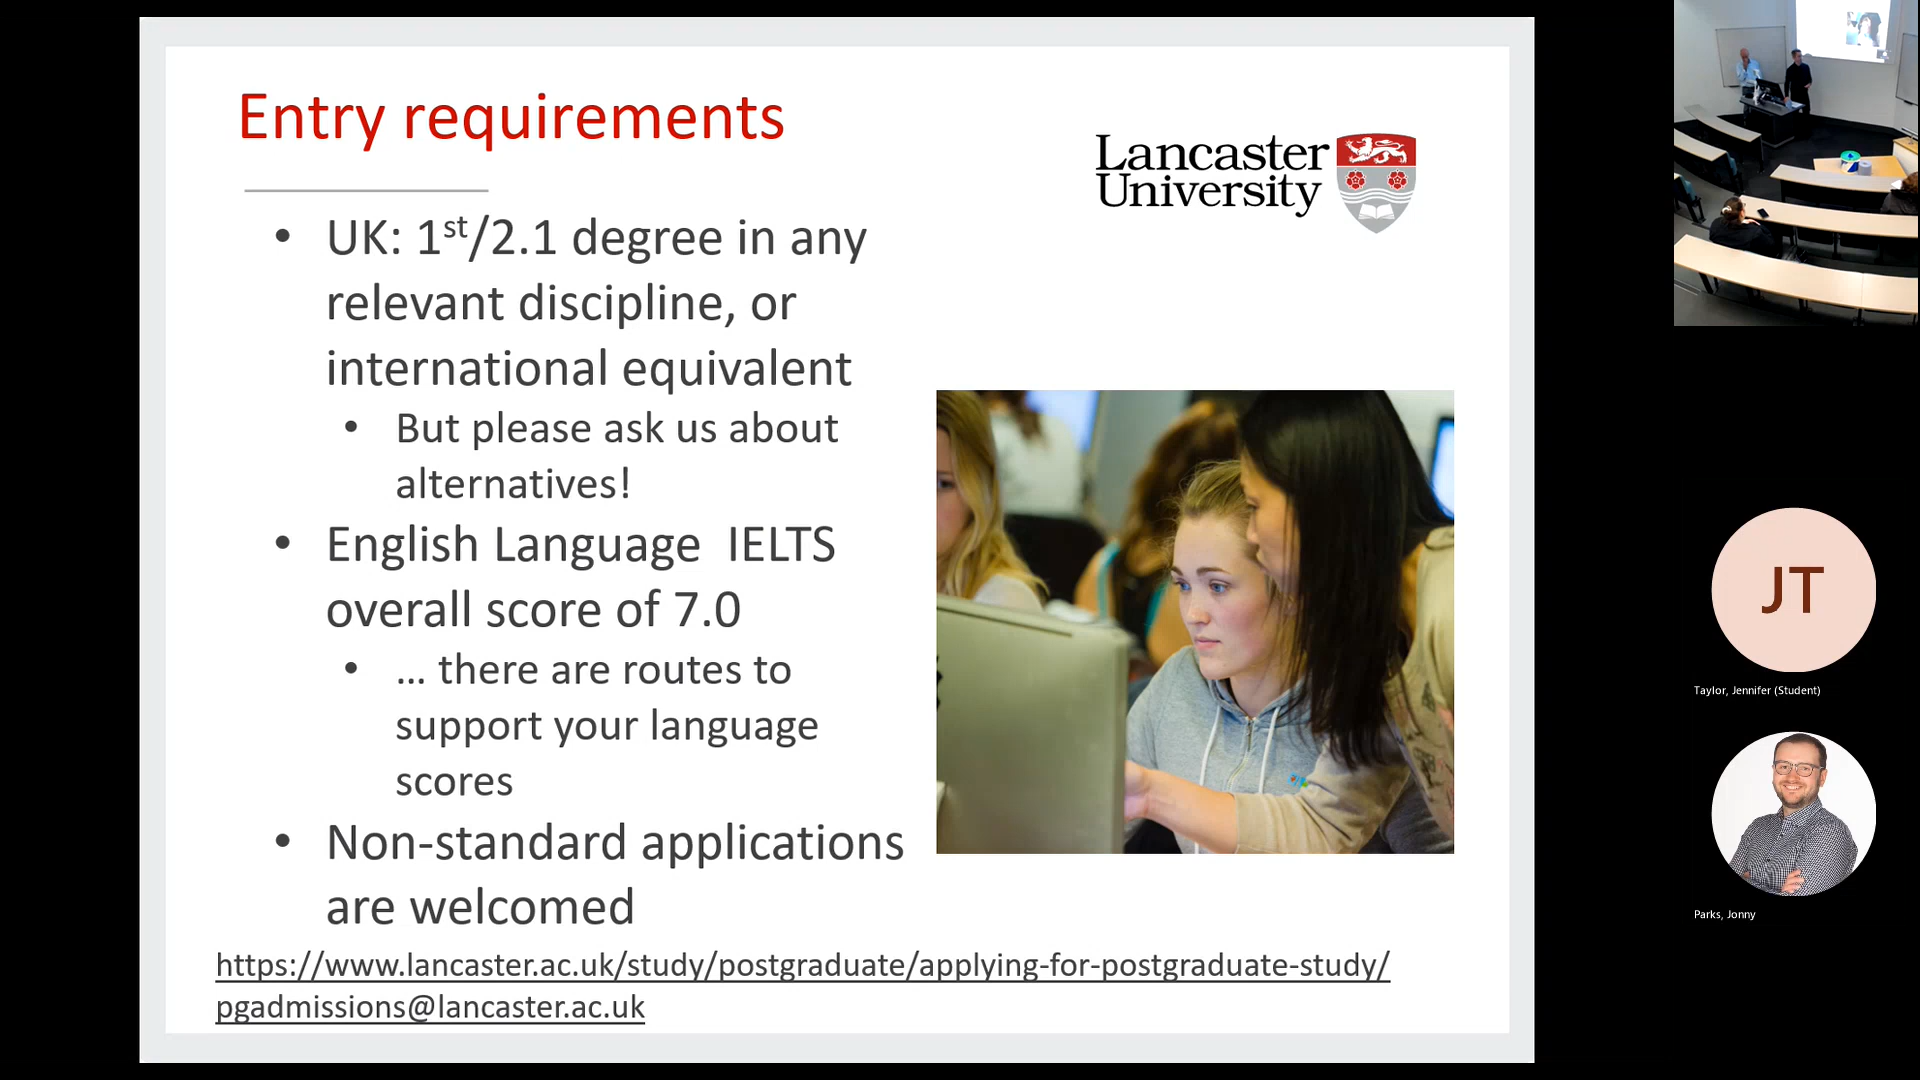 Entry requirements
Lancaster
University
• UK: 1st/2.1 degree in any
relevant discipline, or
international equivalent
• But please ask us about
alternatives!
• English Language  IELTS
overall score of 7.0
• … there are routes to
support your language
scores
• Non-standard applications
are welcomed
https://www.lancaster.ac.uk/study/postgraduate/applying-for-postgraduate-study/
pgadmissions@lancaster.ac.uk
JT
Taylor, Jennifer (Student)
Parks, Jonny